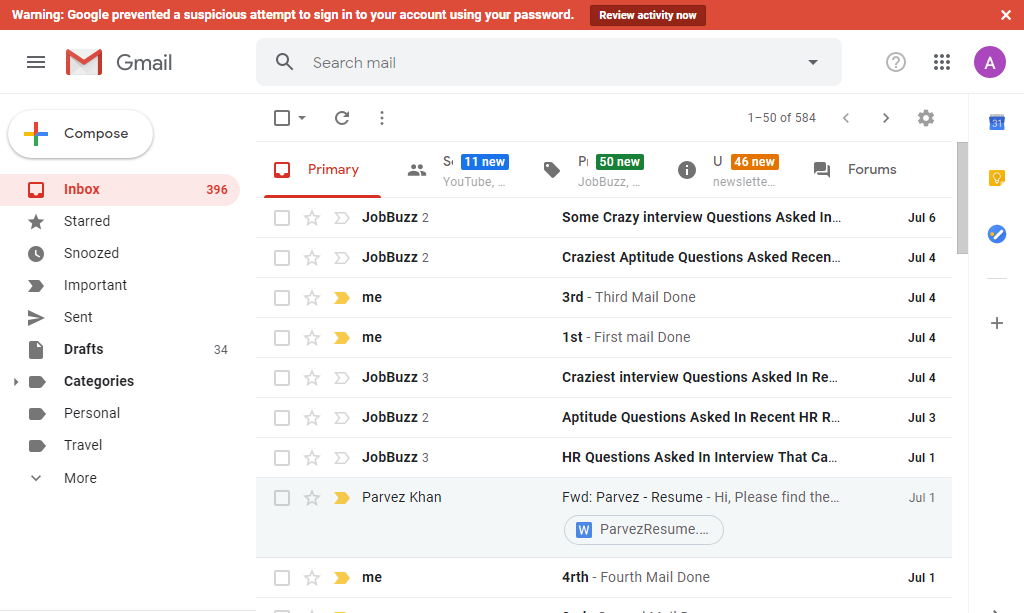 Warning: Google prevented a suspicious attempt to sign in to your account using your password. Review activity now
Gmail
Search mail
A
Compose
1–50 of 584
31
Primary
11 new
YouTube, ...
50 new
JobBuzz, ...
U 46 new
newslette...
Forums
Inbox 396
Starred
Snoozed
Important
Sent
Drafts 34
Categories
Personal
Travel
More
JobBuzz 2 Some Crazy interview Questions Asked In... Jul 6
JobBuzz 2 Craziest Aptitude Questions Asked Recen... Jul 4
me 3rd - Third Mail Done Jul 4
me 1st - First mail Done Jul 4
JobBuzz 3 Craziest interview Questions Asked In Re... Jul 4
JobBuzz 2 Aptitude Questions Asked In Recent HR R... Jul 3
JobBuzz 3 HR Questions Asked In Interview That Ca... Jul 1
Parvez Khan Fwd: Parvez - Resume - Hi, Please find the... Jul 1
W ParvezResume....
me 4rth - Fourth Mail Done Jul 1